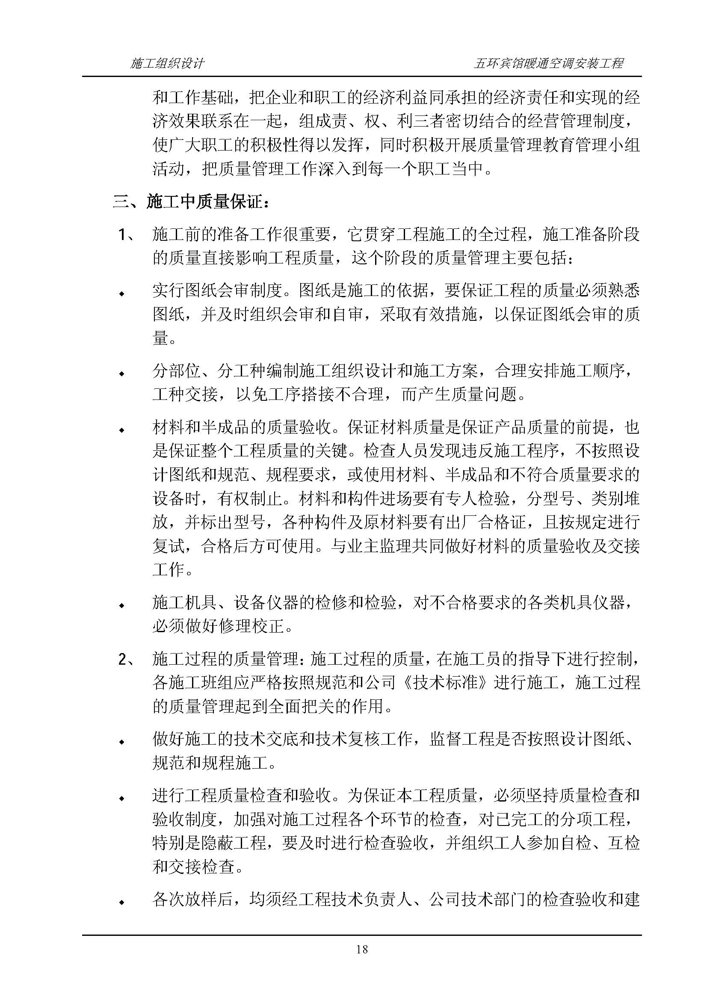 施工组织设计 五环宾馆暖通空调安装工程
和工作基础，把企业和职工的经济利益同承担的经济责任和实现的经
济效果联系在一起，组成责、权、利三者密切结合的经营管理制度，
使广大职工的积极性得以发挥，同时积极开展质量管理教育管理小组
活动，把质量管理工作深入到每一个职工当中。
三、施工中质量保证：
1、 施工前的准备工作很重要，它贯穿工程施工的全过程，施工准备阶段
的质量直接影响工程质量，这个阶段的质量管理主要包括：
◆ 实行图纸会审制度。图纸是施工的依据，要保证工程的质量必须熟悉
图纸，并及时组织会审和自审，采取有效措施，以保证图纸会审的质
量。
◆ 分部位、分工种编制施工组织设计和施工方案，合理安排施工顺序，
工种交接，以免工序搭接不合理，而产生质量问题。
◆ 材料和半成品的质量验收。保证材料质量是保证产品质量的前提，也
是保证整个工程质量的关键。检查人员发现违反施工程序，不按照设
计图纸和规范、规程要求，或使用材料、半成品和不符合质量要求的
设备时，有权制止。材料和构件进场要有专人检验，分型号、类别堆
放，并标出型号，各种构件及原材料要有出厂合格证，且按规定进行
复试，合格后方可使用。与业主监理共同做好材料的质量验收及交接
工作。
◆ 施工机具、设备仪器的检修和检验，对不合格要求的各类机具仪器，
必须做好修理校正。
2、 施工过程的质量管理：施工过程的质量，在施工员的指导下进行控制，
各施工班组应严格按照规范和公司《技术标准》进行施工，施工过程
的质量管理起到全面把关的作用。
◆ 做好施工的技术交底和技术复核工作，监督工程是否按照设计图纸、
规范和规程施工。
◆ 进行工程质量检查和验收。为保证本工程质量，必须坚持质量检查和
验收制度，加强对施工过程各个环节的检查，对已完工的分项工程，
特别是隐蔽工程，要及时进行检查验收，并组织工人参加自检、互检
和交接检查。
◆ 各次放样后，均须经工程技术负责人、公司技术部门的检查验收和建
18